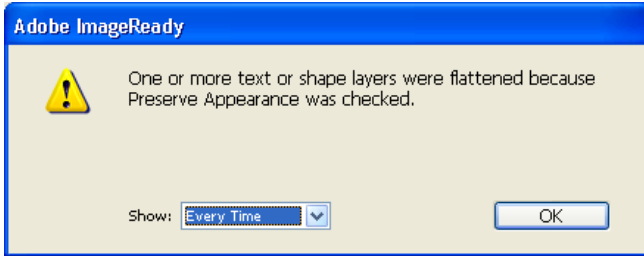 Adobe ImageReady
One or more text or shape layers were flattened because
Preserve Appearance was checked.
Show: Every Time OK